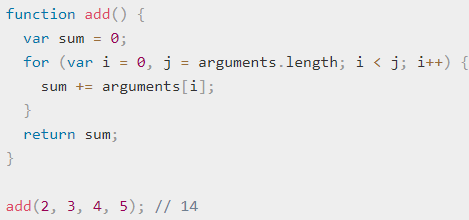 function add() {
  var sum = 0;
  for (var i = 0, j = arguments.length; i < j; i++) {
    sum += arguments[i];
  }
  return sum;
}

add(2, 3, 4, 5); // 14